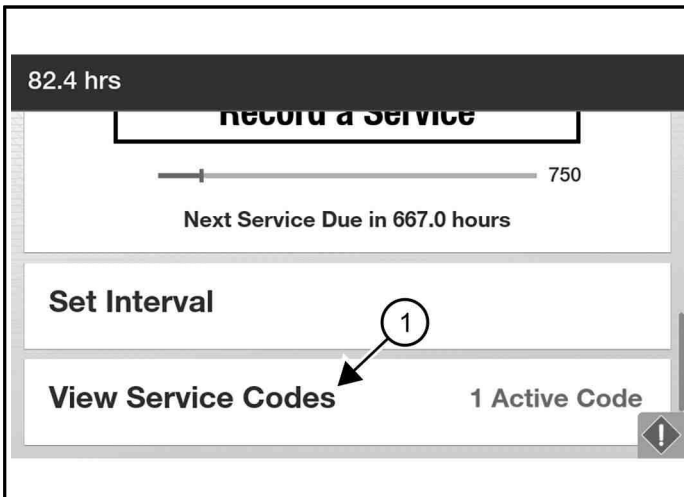 82.4 hrs
Record a Service
750
Next Service Due in 667.0 hours
Set Interval
1
View Service Codes 1 Active Code
!